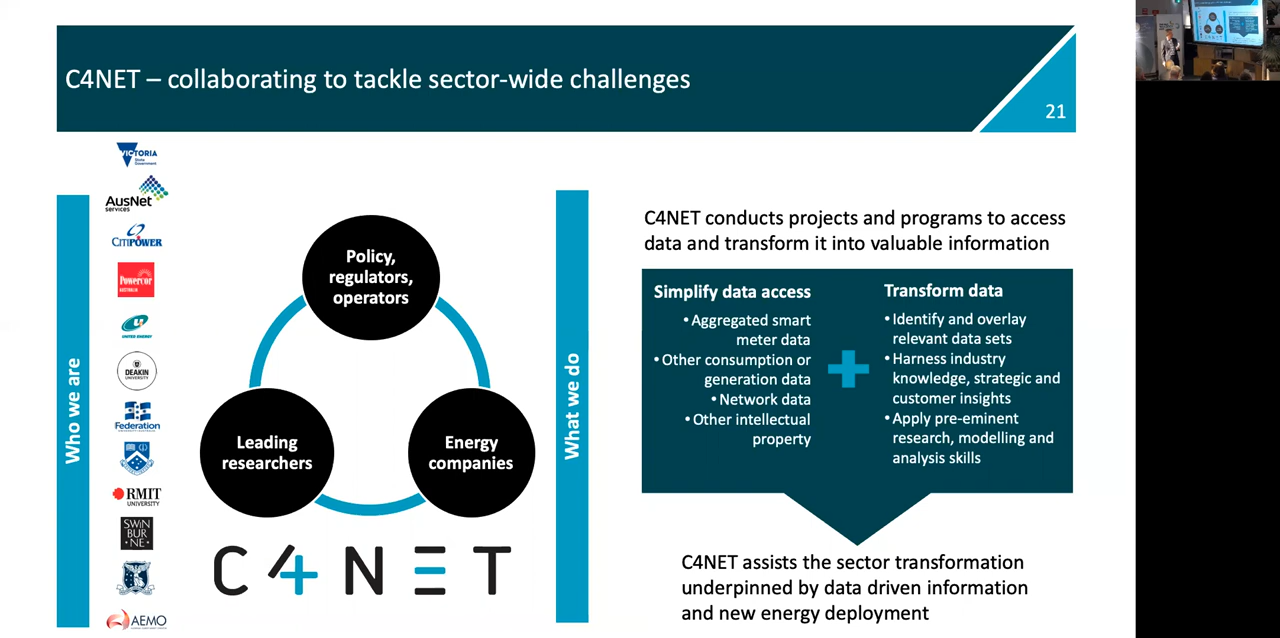 C4NET – collaborating to tackle sector-wide challenges
21
Who we are
VICTORIA
State
Government
AusNet
services
CITIPOWER
Powercor
AUSTRALIA
UNITED ENERGY
DEAKIN
UNIVERSITY
Federation
UNIVERSITY AUSTRALIA
RMIT
UNIVERSITY
SWIN
BUR
NE
AEMO
Policy,
regulators,
operators
Leading
researchers
Energy
companies
C4NET
What we do
C4NET conducts projects and programs to access
data and transform it into valuable information
Simplify data access
•Aggregated smart
meter data
•Other consumption or
generation data
•Network data
•Other intellectual
property
Transform data
•Identify and overlay
relevant data sets
•Harness industry
knowledge, strategic and
customer insights
•Apply pre-eminent
research, modelling and
analysis skills
C4NET assists the sector transformation
underpinned by data driven information
and new energy deployment